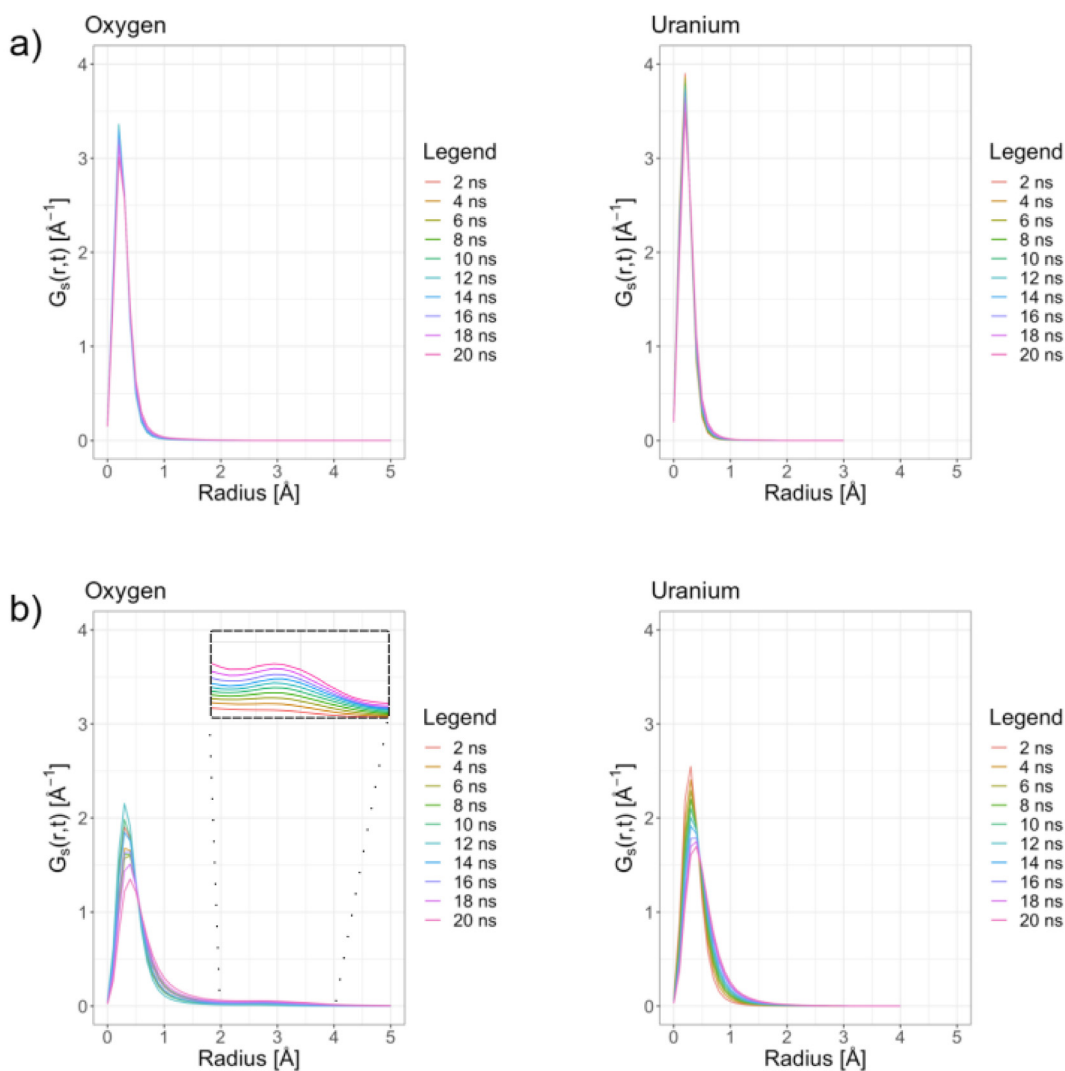 a)
Oxygen
4
3
2
1
0
G_s(r,t) [Å⁻¹]
0 1 2 3 4 5
Radius [Å]
Legend
2 ns
4 ns
6 ns
8 ns
10 ns
12 ns
14 ns
16 ns
18 ns
20 ns
Uranium
4
3
2
1
0
G_s(r,t) [Å⁻¹]
0 1 2 3 4 5
Radius [Å]
Legend
2 ns
4 ns
6 ns
8 ns
10 ns
12 ns
14 ns
16 ns
18 ns
20 ns
b)
Oxygen
4
3
2
1
0
G_s(r,t) [Å⁻¹]
0 1 2 3 4 5
Radius [Å]
Legend
2 ns
4 ns
6 ns
8 ns
10 ns
12 ns
14 ns
16 ns
18 ns
20 ns
Uranium
4
3
2
1
0
G_s(r,t) [Å⁻¹]
0 1 2 3 4 5
Radius [Å]
Legend
2 ns
4 ns
6 ns
8 ns
10 ns
12 ns
14 ns
16 ns
18 ns
20 ns